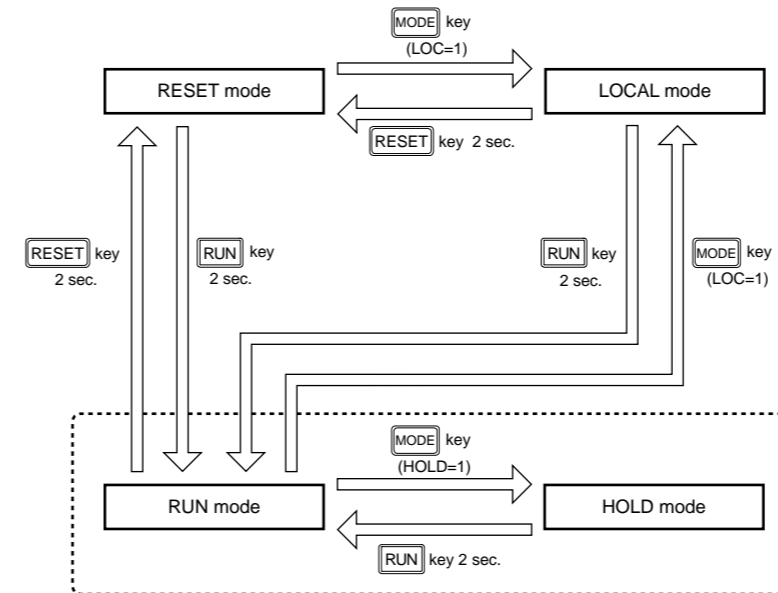 MODE key
(LOC=1)
RESET mode
LOCAL mode
RESET key 2 sec.
RESET key
2 sec.
RUN key
2 sec.
RUN key
2 sec.
MODE key
(LOC=1)
MODE key
(HOLD=1)
RUN mode
HOLD mode
RUN key 2 sec.